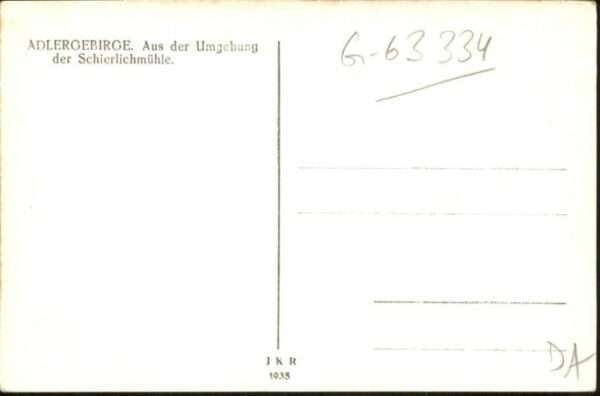 ADLERGEBIRGE. Aus der Umgebung
der Schierlichmühle.
G-63 334
J K R
1935
DA